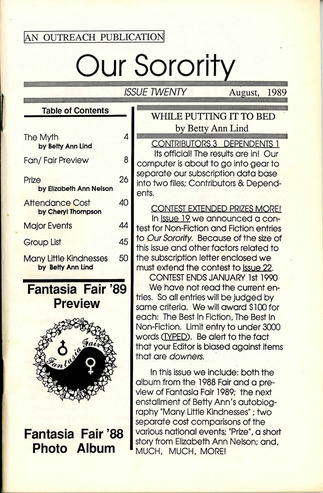 AN OUTREACH PUBLICATION
Our Sorority
ISSUE TWENTY August, 1989
Table of Contents
The Myth 4
by Betty Ann Lind
Fan/ Fair Preview 8
Prize 26
by Elizabeth Ann Nelson
Attendance Cost 40
by Cheryl Thompson
Major Events 44
Group List 45
Many Little Kindnesses 50
by Betty Ann Lind
Fantasia Fair '89
Preview
Fantasia Fair
Fantasia Fair '88
Photo Album
WHILE PUTTING IT TO BED
by Betty Ann Lind
CONTRIBUTORS 3 DEPENDENTS 1
Its official! The results are in! Our
computer is about to go into gear to
separate our subscription data base
into two files; Contributors & Depend-
ents.
CONTEST EXTENDED PRIZES MORE!
In Issue 19 we announced a con-
test for Non-Fiction and Fiction entries
to Our Sorority. Because of the size of
this issue and other factors related to
the subscription letter enclosed we
must extend the contest to Issue 22.
CONTEST ENDS JANUARY 1st 1990
We have not read the current en-
tries. So all entries will be judged by
same criteria. We will award $100 for
each: The Best In Fiction, The Best In
Non-Fiction. Limit entry to under 3000
words (TYPED). Be alert to the fact
that your Editor is biased against items
that are downers.
In this issue we include: both the
album from the 1988 Fair and a pre-
view of Fantasia Fair 1989; the next
enstallment of Betty Ann's autobiog-
raphy "Many Little Kindnesses" ; two
separate cost comparisons of the
various national events; "Prize", a short
story from Elizabeth Ann Nelson; and,
MUCH, MUCH, MORE!